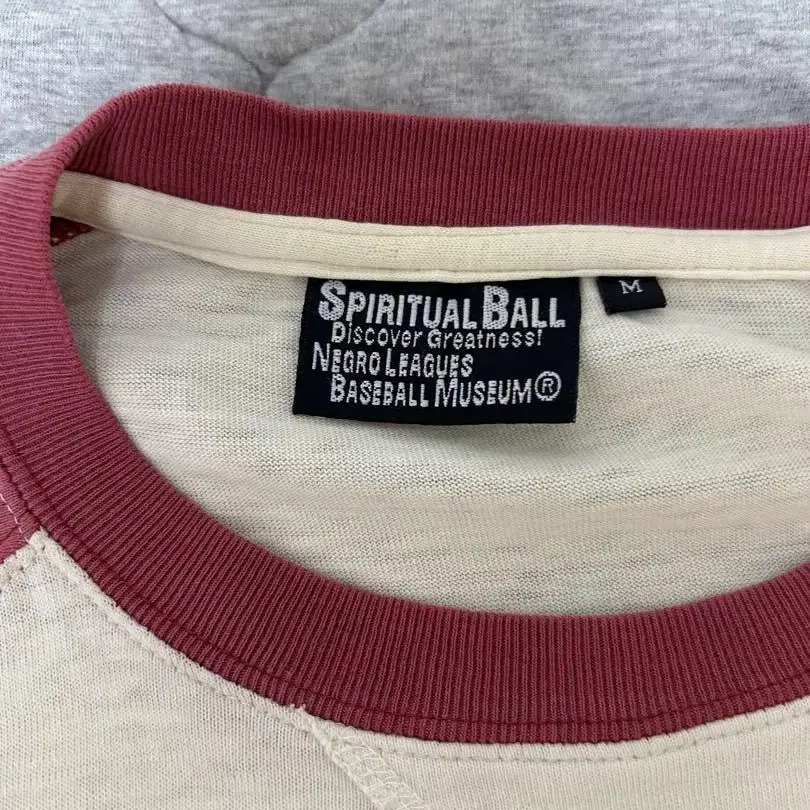 SPIRITUAL BALL
Discover Greatness!
NEGRO LEAGUES
BASEBALL MUSEUM®
M